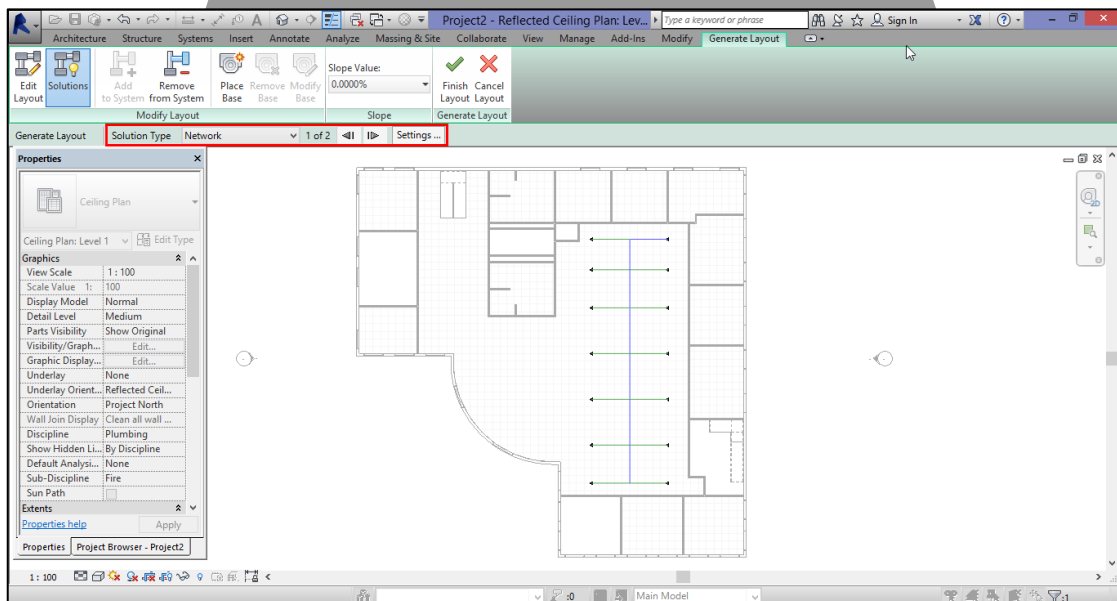 Project2 - Reflected Ceiling Plan: Lev...
Type a keyword or phrase
Sign In
Architecture Structure Systems Insert Annotate Analyze Massing & Site Collaborate View Manage Add-Ins Modify Generate Layout
Edit Layout
Solutions
Add to System
Remove from System
Place Base
Remove Base
Modify Base
Slope Value:
0.0000%
Finish Layout
Cancel Layout
Modify Layout
Slope
Generate Layout
Generate Layout Solution Type Network 1 of 2 Settings ...
Properties
Ceiling Plan
Ceiling Plan: Level 1 Edit Type
Graphics
View Scale 1 : 100
Scale Value 1: 100
Display Model Normal
Detail Level Medium
Parts Visibility Show Original
Visibility/Graph... Edit...
Graphic Display... Edit...
Underlay None
Underlay Orient... Reflected Ceil...
Orientation Project North
Wall Join Display Clean all wall ...
Discipline Plumbing
Show Hidden Li... By Discipline
Default Analysi... None
Sub-Discipline Fire
Sun Path
Extents
Properties help Apply
Properties Project Browser - Project2
2D
1 : 100
:0 Main Model :1